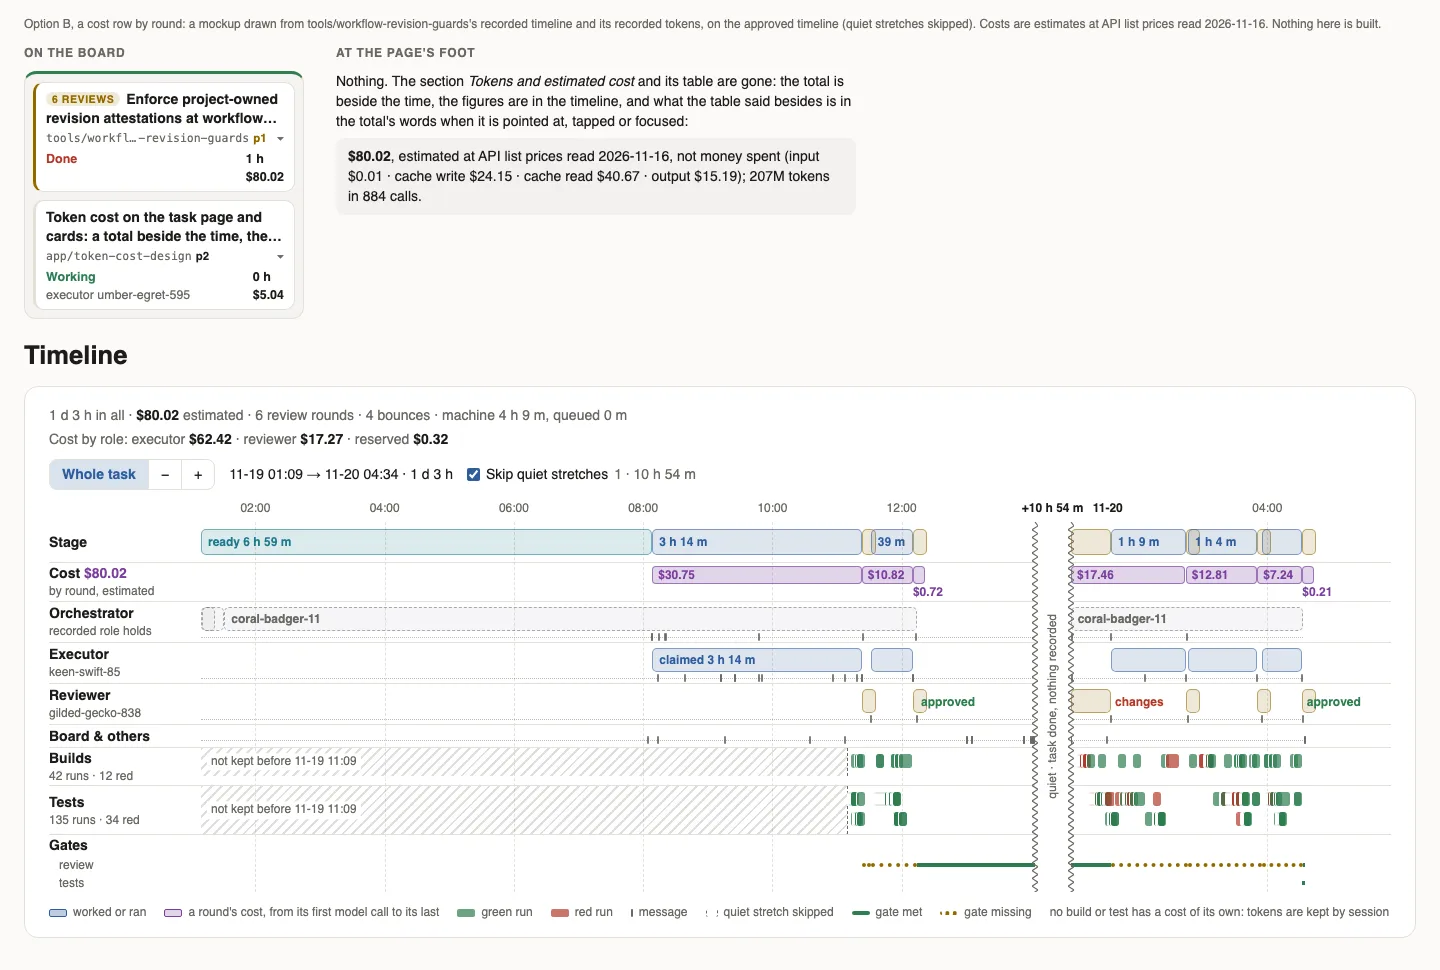 Option B, a cost row by round: a mockup drawn from tools/workflow-revision-guards's recorded timeline and its recorded tokens, on the approved timeline (quiet stretches skipped). Costs are estimates at API list prices read 2026-11-16. Nothing here is built.
ON THE BOARD
6 REVIEWS Enforce project-owned
revision attestations at workflow…
tools/workfl…-revision-guards p1
Done 1 h
$80.02
Token cost on the task page and
cards: a total beside the time, the…
app/token-cost-design p2
Working 0 h
executor umber-egret-595 $5.04
AT THE PAGE'S FOOT
Nothing. The section Tokens and estimated cost and its table are gone: the total is
beside the time, the figures are in the timeline, and what the table said besides is in
the total's words when it is pointed at, tapped or focused:
$80.02, estimated at API list prices read 2026-11-16, not money spent (input
$0.01 · cache write $24.15 · cache read $40.67 · output $15.19); 207M tokens
in 884 calls.
Timeline
1 d 3 h in all · $80.02 estimated · 6 review rounds · 4 bounces · machine 4 h 9 m, queued 0 m
Cost by role: executor $62.42 · reviewer $17.27 · reserved $0.32
Whole task − + 11-19 01:09 → 11-20 04:34 · 1 d 3 h Skip quiet stretches 1 · 10 h 54 m
02:00 04:00 06:00 08:00 10:00 12:00 +10 h 54 m 11-20 04:00
Stage ready 6 h 59 m 3 h 14 m 39 m 1 h 9 m 1 h 4 m
Cost $80.02 $30.75 $10.82 $17.46 $12.81 $7.24
by round, estimated $0.72 $0.21
Orchestrator coral-badger-11 coral-badger-11
recorded role holds
Executor claimed 3 h 14 m
keen-swift-85
Reviewer approved changes approved
gilded-gecko-838
Board & others
quiet · task done, nothing recorded
Builds not kept before 11-19 11:09
42 runs · 12 red
Tests not kept before 11-19 11:09
135 runs · 34 red
Gates
review
tests
worked or ran a round's cost, from its first model call to its last green run red run message quiet stretch skipped gate met gate missing no build or test has a cost of its own: tokens are kept by session